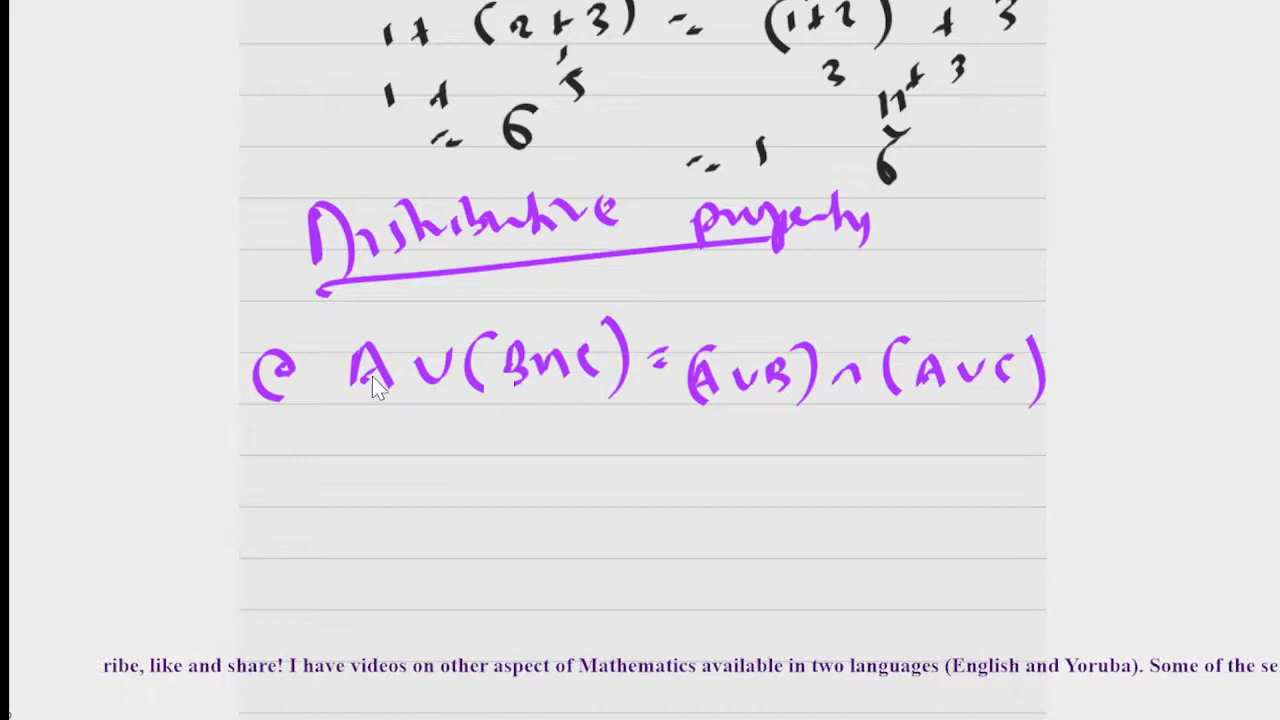 1 + (2 + 3) = (1+2) + 3
1 + 5
3 + 3
= 6
= 6
Distributive property
A ∪ (B ∩ C) = (A ∪ B) ∩ (A ∪ C)
ribe, like and share! I have videos on other aspect of Mathematics available in two languages (English and Yoruba). Some of the se